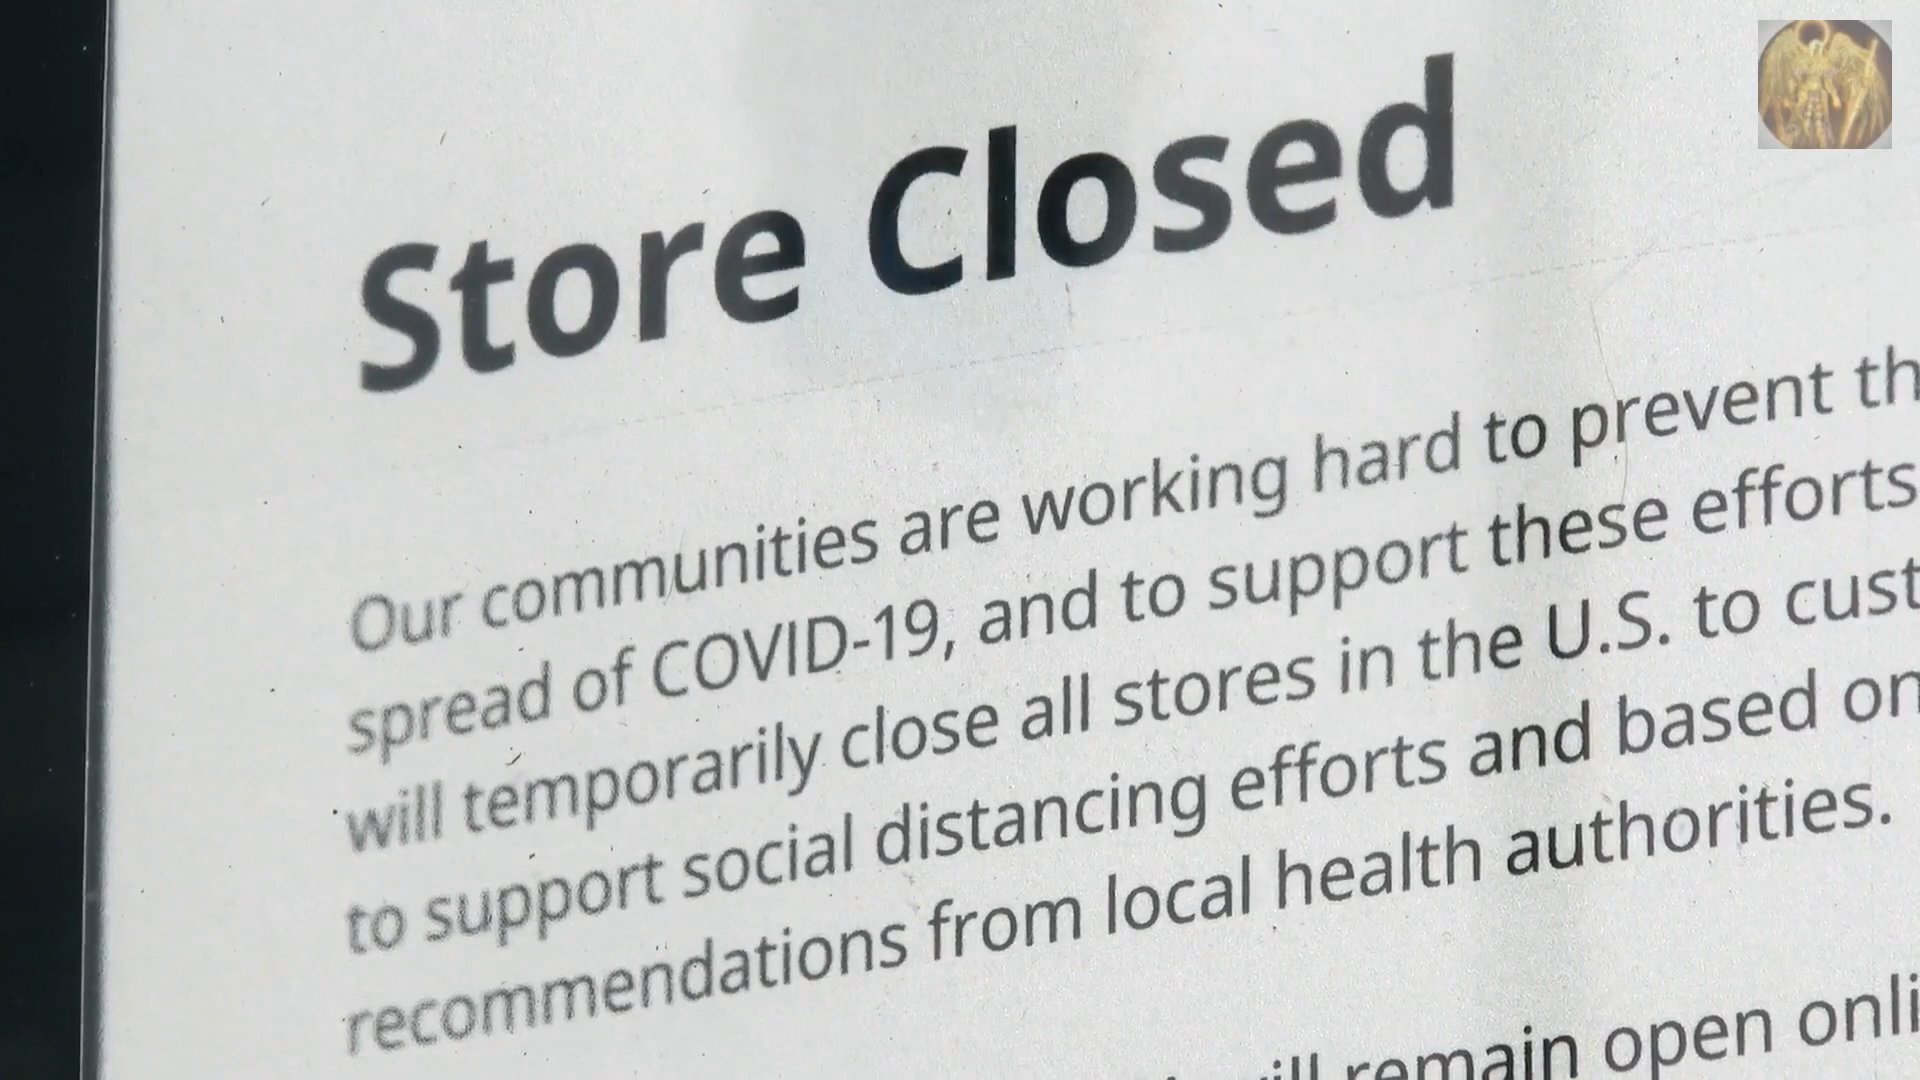 Store Closed
Our communities are working hard to prevent th
spread of COVID-19, and to support these efforts
will temporarily close all stores in the U.S. to cust
to support social distancing efforts and based on
recommendations from local health authorities.
will remain open onli